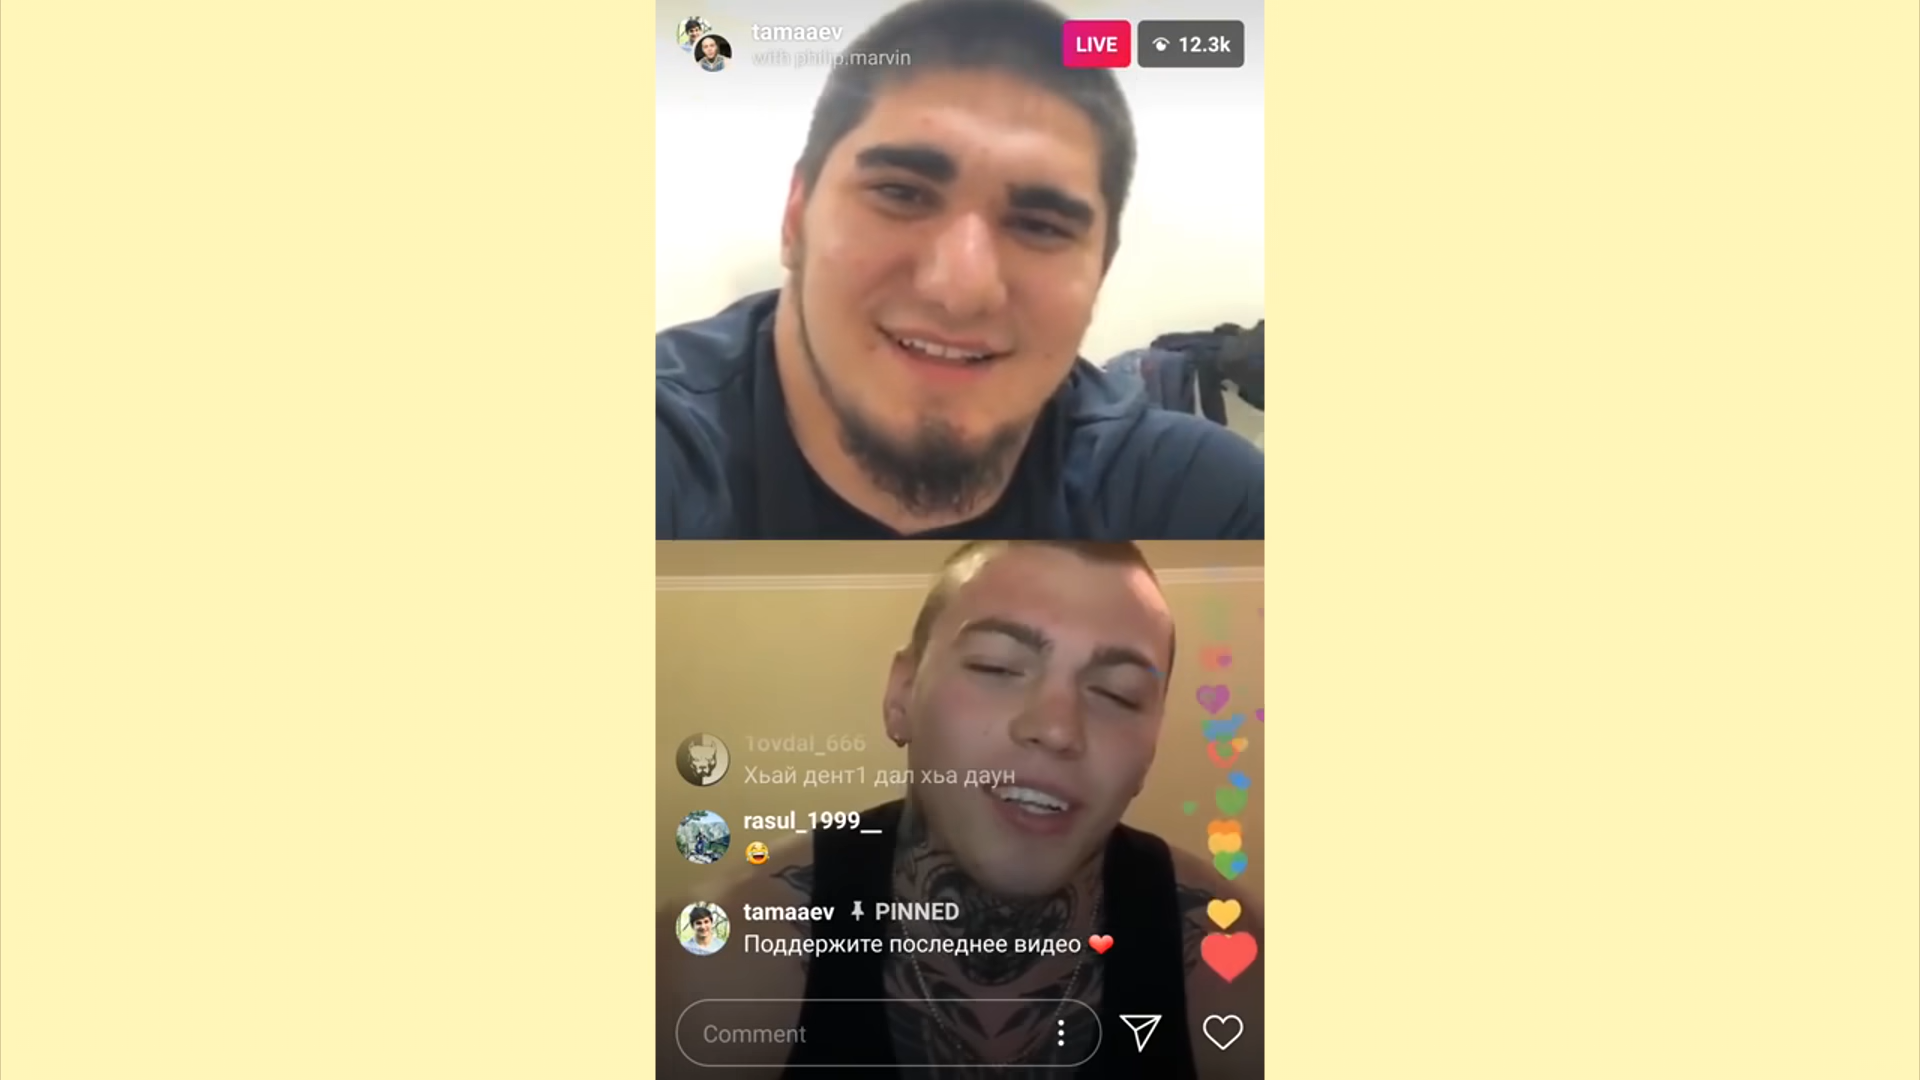 tamaaev
with philip.marvin
LIVE
12.3k
1ovdal_666
Хьай дент1 дал хьа даун
rasul_1999__
😂
tamaaev PINNED
Поддержите последнее видео ❤
Comment